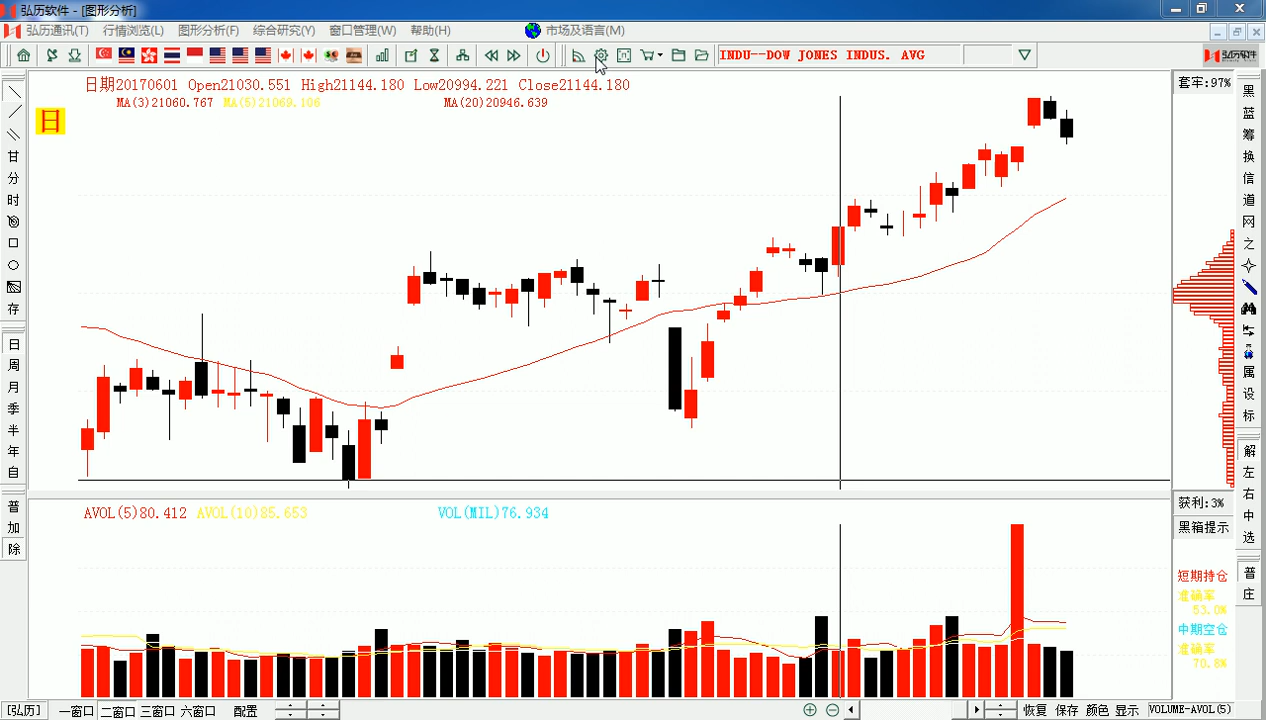 弘历软件 - [图形分析]
弘历通讯(T) 行情浏览(L) 图形分析(F) 综合研究(Y) 窗口管理(W) 帮助(H) 市场及语言(M)
INDU--DOW JONES INDUS. AVG 弘历软件
日期20170601 Open21030.551 High21144.180 Low20994.221 Close21144.180
MA(3)21060.767 MA(5)21069.106 MA(20)20946.639
日
套牢:97%
甘
分
时
存
日
周
月
季
半
年
自
普
加
除
黑
蓝
筹
换
信
道
网
之
属
设
标
解
左
右
中
选
普
庄
获利:3%
黑箱提示
AVOL(5)80.412 AVOL(10)85.653 VOL(MIL)76.934
短期持仓
准确率
53.0%
中期空仓
准确率
70.8%
[弘历] 一窗口 二窗口 三窗口 六窗口 配置 恢复 保存 颜色 显示 VOLUME-AVOL(5)